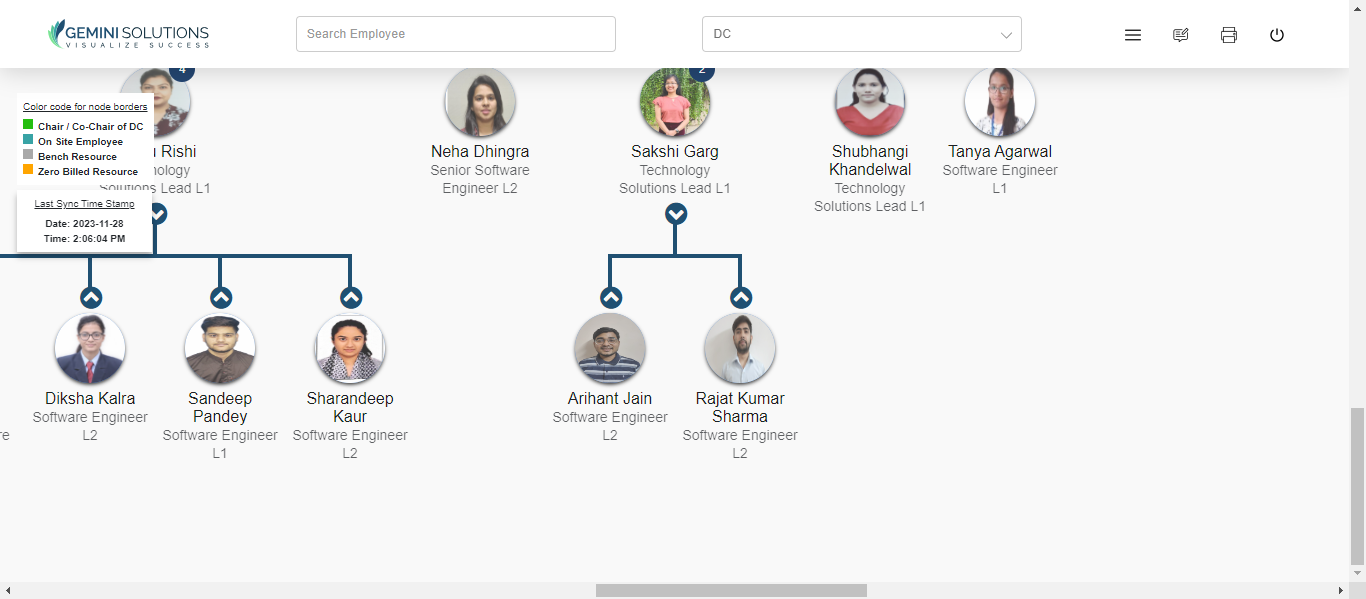 GEMINI SOLUTIONS
VISUALIZE SUCCESS
Search Employee
DC
4
2
Color code for node borders
Chair / Co-Chair of DC
On Site Employee
Bench Resource
Zero Billed Resource
Last Sync Time Stamp
Date: 2023-11-28
Time: 2:06:04 PM
Rishi
Solutions Lead L1
Neha Dhingra
Senior Software
Engineer L2
Sakshi Garg
Technology
Solutions Lead L1
Shubhangi
Khandelwal
Technology
Solutions Lead L1
Tanya Agarwal
Software Engineer
L1
Diksha Kalra
Software Engineer
L2
Sandeep
Pandey
Software Engineer
L1
Sharandeep
Kaur
Software Engineer
L2
Arihant Jain
Software Engineer
L2
Rajat Kumar
Sharma
Software Engineer
L2